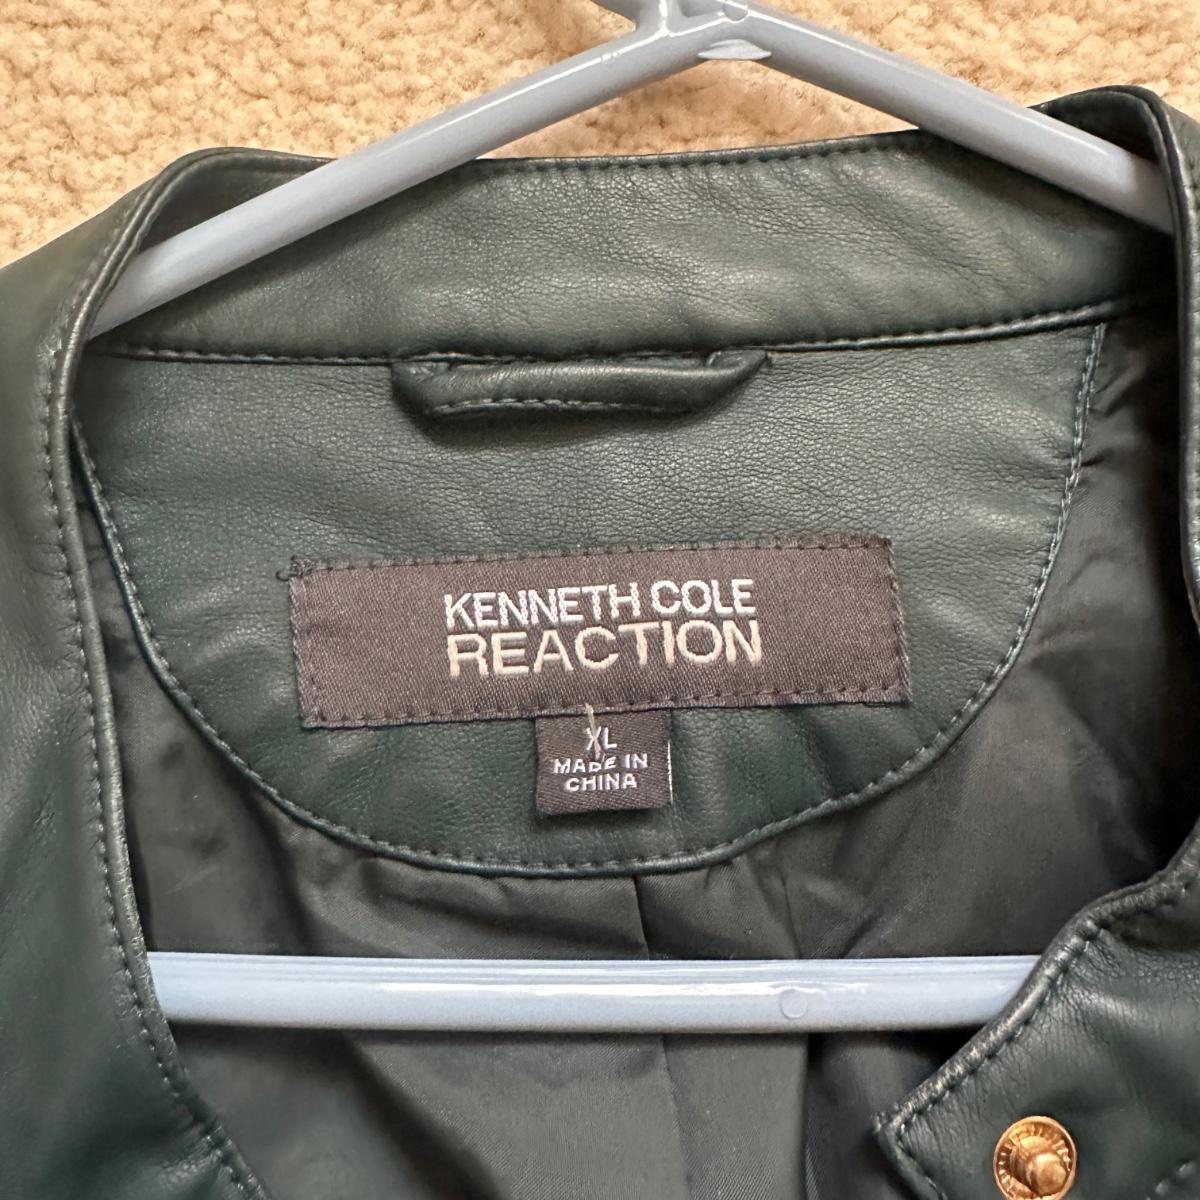 KENNETH COLE
REACTION
XL
MADE IN
CHINA